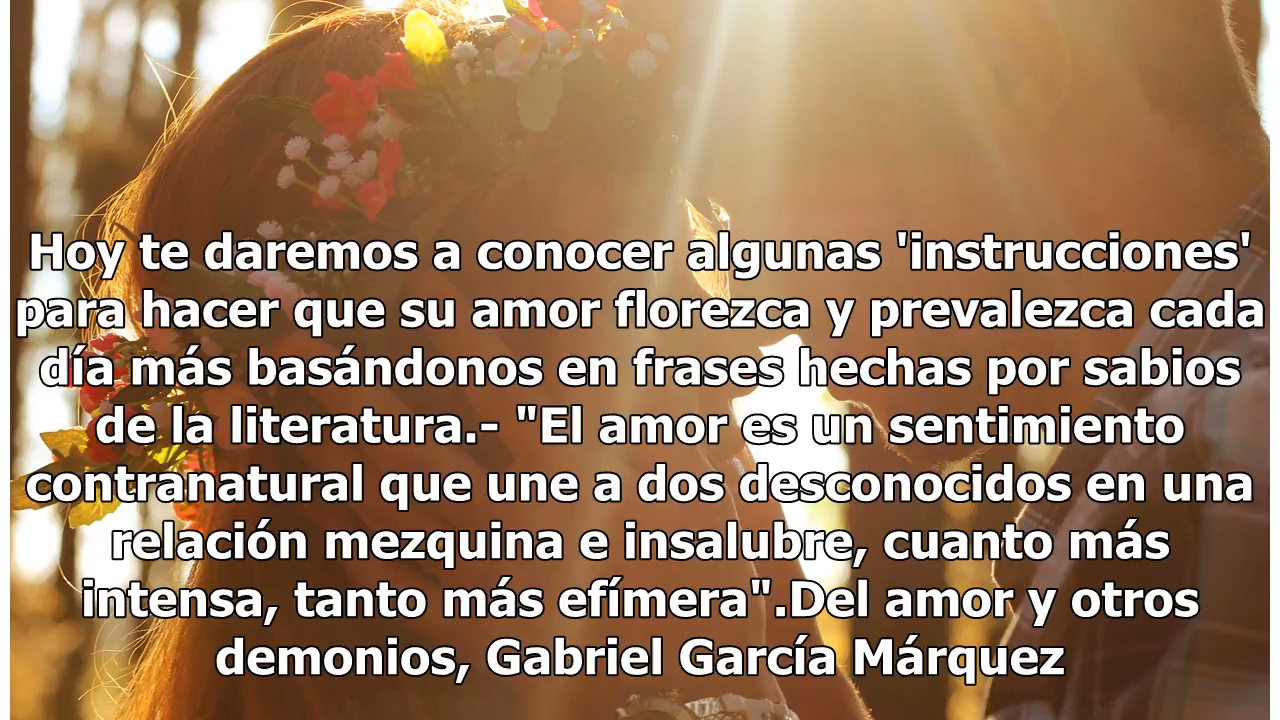 Hoy te daremos a conocer algunas 'instrucciones'
para hacer que su amor florezca y prevalezca cada
día más basándonos en frases hechas por sabios
de la literatura.- "El amor es un sentimiento
contranatural que une a dos desconocidos en una
relación mezquina e insalubre, cuanto más
intensa, tanto más efímera".Del amor y otros
demonios, Gabriel García Márquez